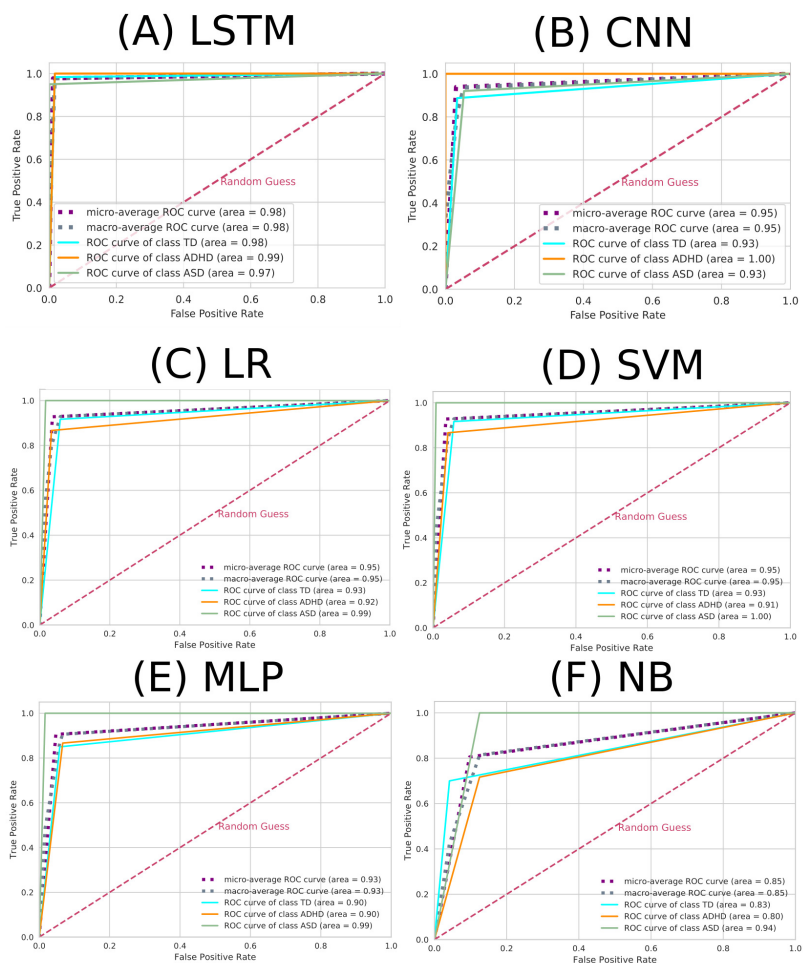 (A) LSTM
1.0
0.8
0.6
0.4
0.2
0.0
True Positive Rate
Random Guess
micro-average ROC curve (area = 0.98)
macro-average ROC curve (area = 0.98)
ROC curve of class TD (area = 0.98)
ROC curve of class ADHD (area = 0.99)
ROC curve of class ASD (area = 0.97)
0.0 0.2 0.4 0.6 0.8 1.0
False Positive Rate
(B) CNN
1.0
0.8
0.6
0.4
0.2
0.0
True Positive Rate
Random Guess
micro-average ROC curve (area = 0.95)
macro-average ROC curve (area = 0.95)
ROC curve of class TD (area = 0.93)
ROC curve of class ADHD (area = 1.00)
ROC curve of class ASD (area = 0.93)
0.0 0.2 0.4 0.6 0.8 1.0
False Positive Rate
(C) LR
1.0
0.8
0.6
0.4
0.2
0.0
True Positive Rate
Random Guess
micro-average ROC curve (area = 0.95)
macro-average ROC curve (area = 0.95)
ROC curve of class TD (area = 0.93)
ROC curve of class ADHD (area = 0.92)
ROC curve of class ASD (area = 0.99)
0.0 0.2 0.4 0.6 0.8 1.0
False Positive Rate
(D) SVM
1.0
0.8
0.6
0.4
0.2
0.0
True Positive Rate
Random Guess
micro-average ROC curve (area = 0.95)
macro-average ROC curve (area = 0.95)
ROC curve of class TD (area = 0.93)
ROC curve of class ADHD (area = 0.91)
ROC curve of class ASD (area = 1.00)
0.0 0.2 0.4 0.6 0.8 1.0
False Positive Rate
(E) MLP
1.0
0.8
0.6
0.4
0.2
0.0
True Positive Rate
Random Guess
micro-average ROC curve (area = 0.93)
macro-average ROC curve (area = 0.93)
ROC curve of class TD (area = 0.90)
ROC curve of class ADHD (area = 0.90)
ROC curve of class ASD (area = 0.99)
0.0 0.2 0.4 0.6 0.8 1.0
False Positive Rate
(F) NB
1.0
0.8
0.6
0.4
0.2
0.0
True Positive Rate
Random Guess
micro-average ROC curve (area = 0.85)
macro-average ROC curve (area = 0.85)
ROC curve of class TD (area = 0.83)
ROC curve of class ADHD (area = 0.80)
ROC curve of class ASD (area = 0.94)
0.0 0.2 0.4 0.6 0.8 1.0
False Positive Rate